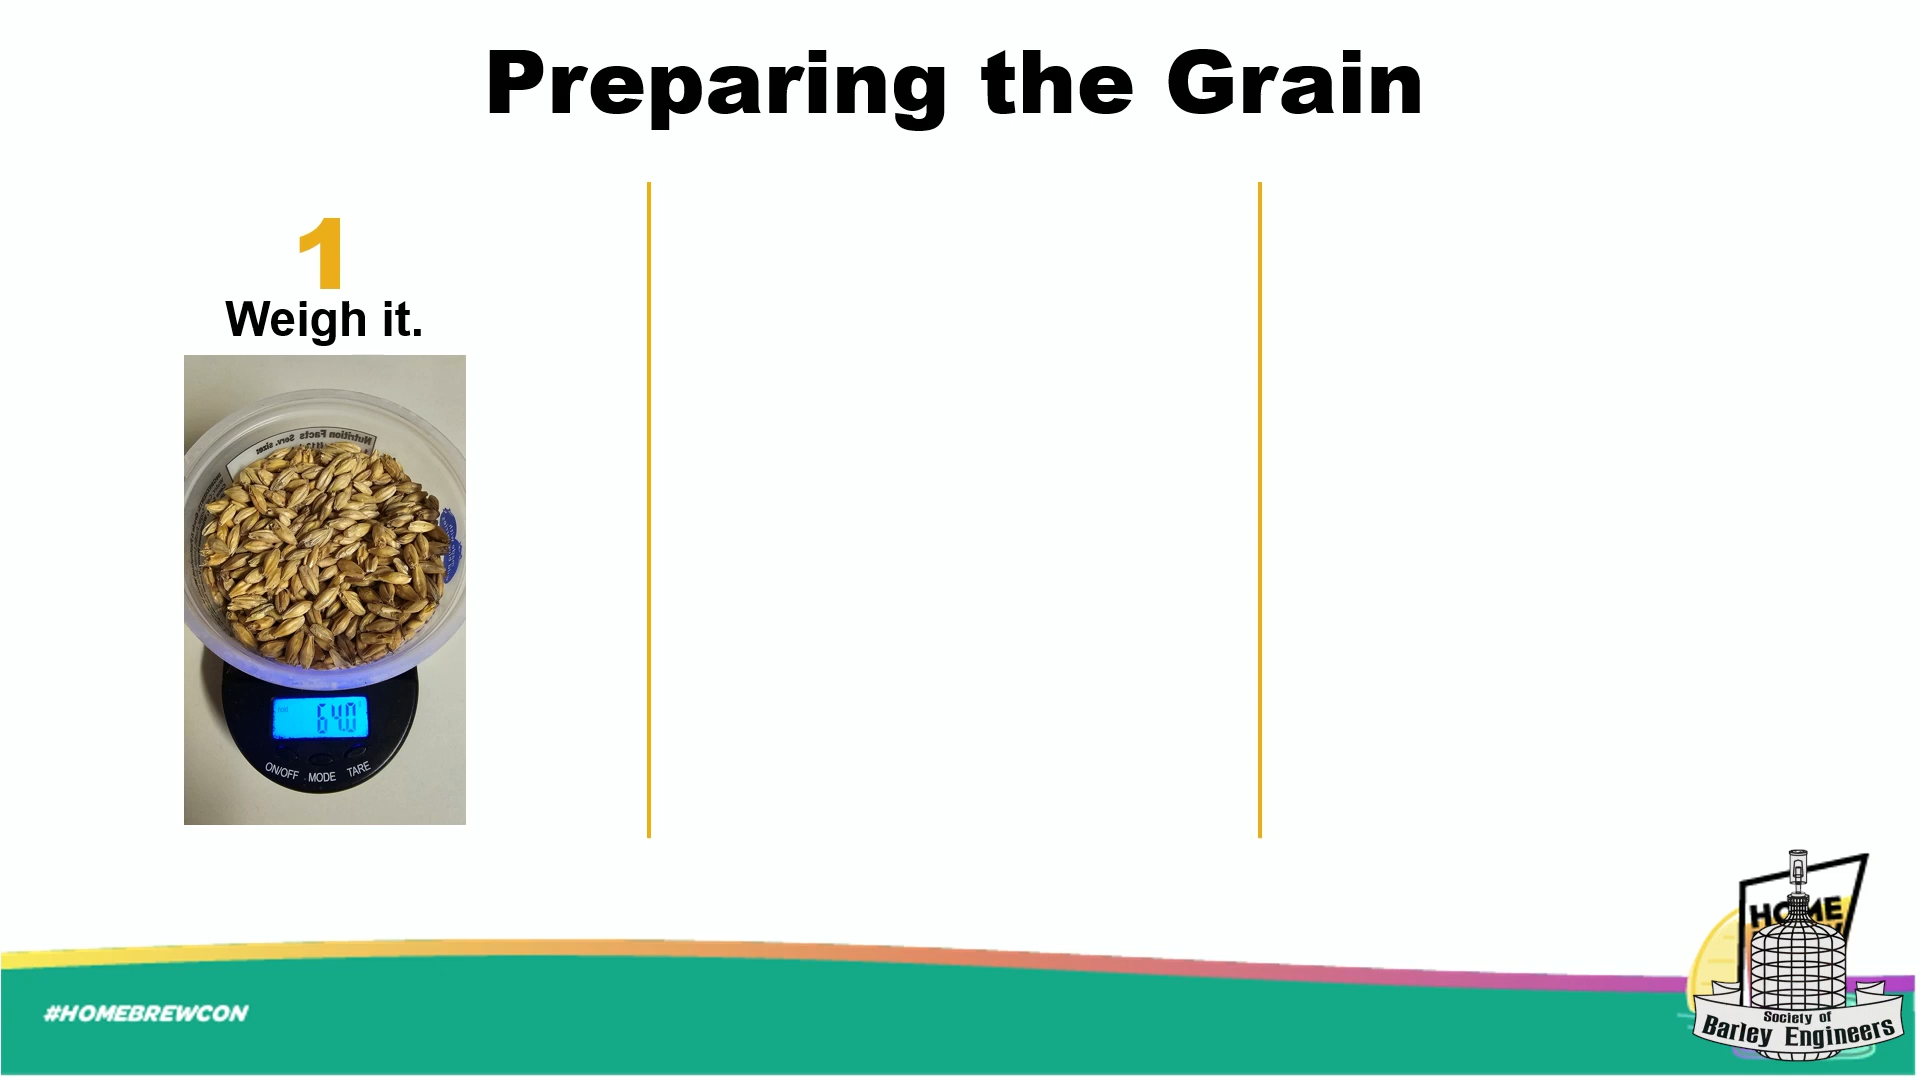 Preparing the Grain
1
Weigh it.
Nutrition Facts Serv. size:
64.0
ON/OFF MODE TARE
HOME
#HOMEBREWCON
Society of
Barley Engineers